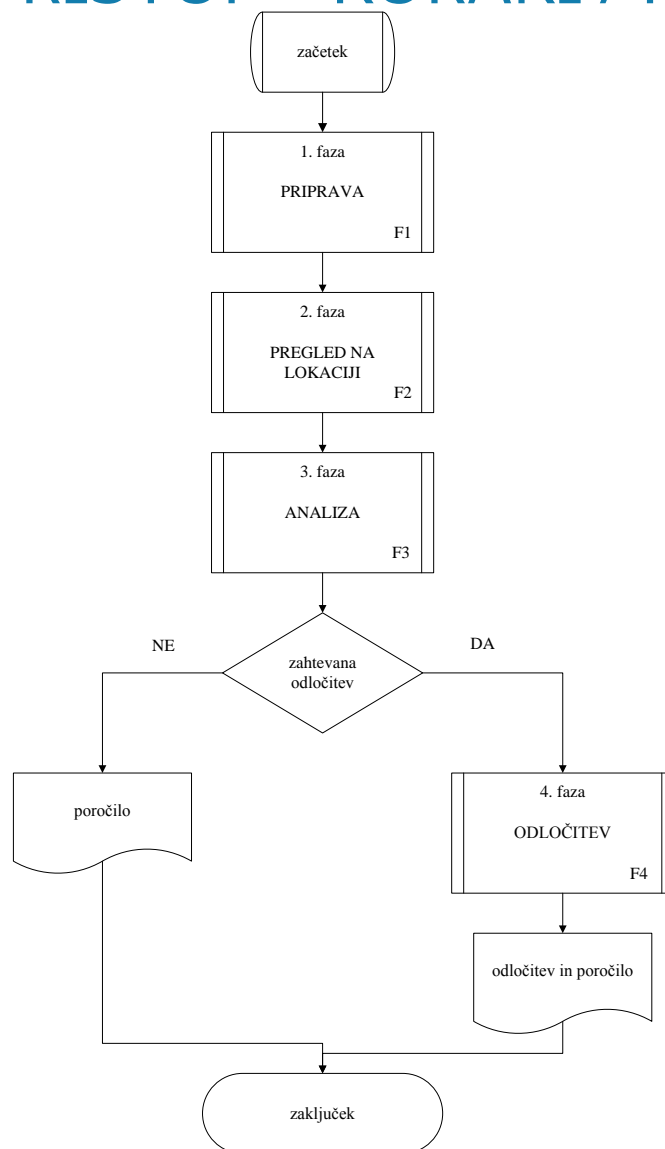 začetek
1. faza
PRIPRAVA
F1
2. faza
PREGLED NA
LOKACIJI
F2
3. faza
ANALIZA
F3
NE
DA
zahtevana
odločitev
poročilo
4. faza
ODLOČITEV
F4
odločitev in poročilo
zaključek